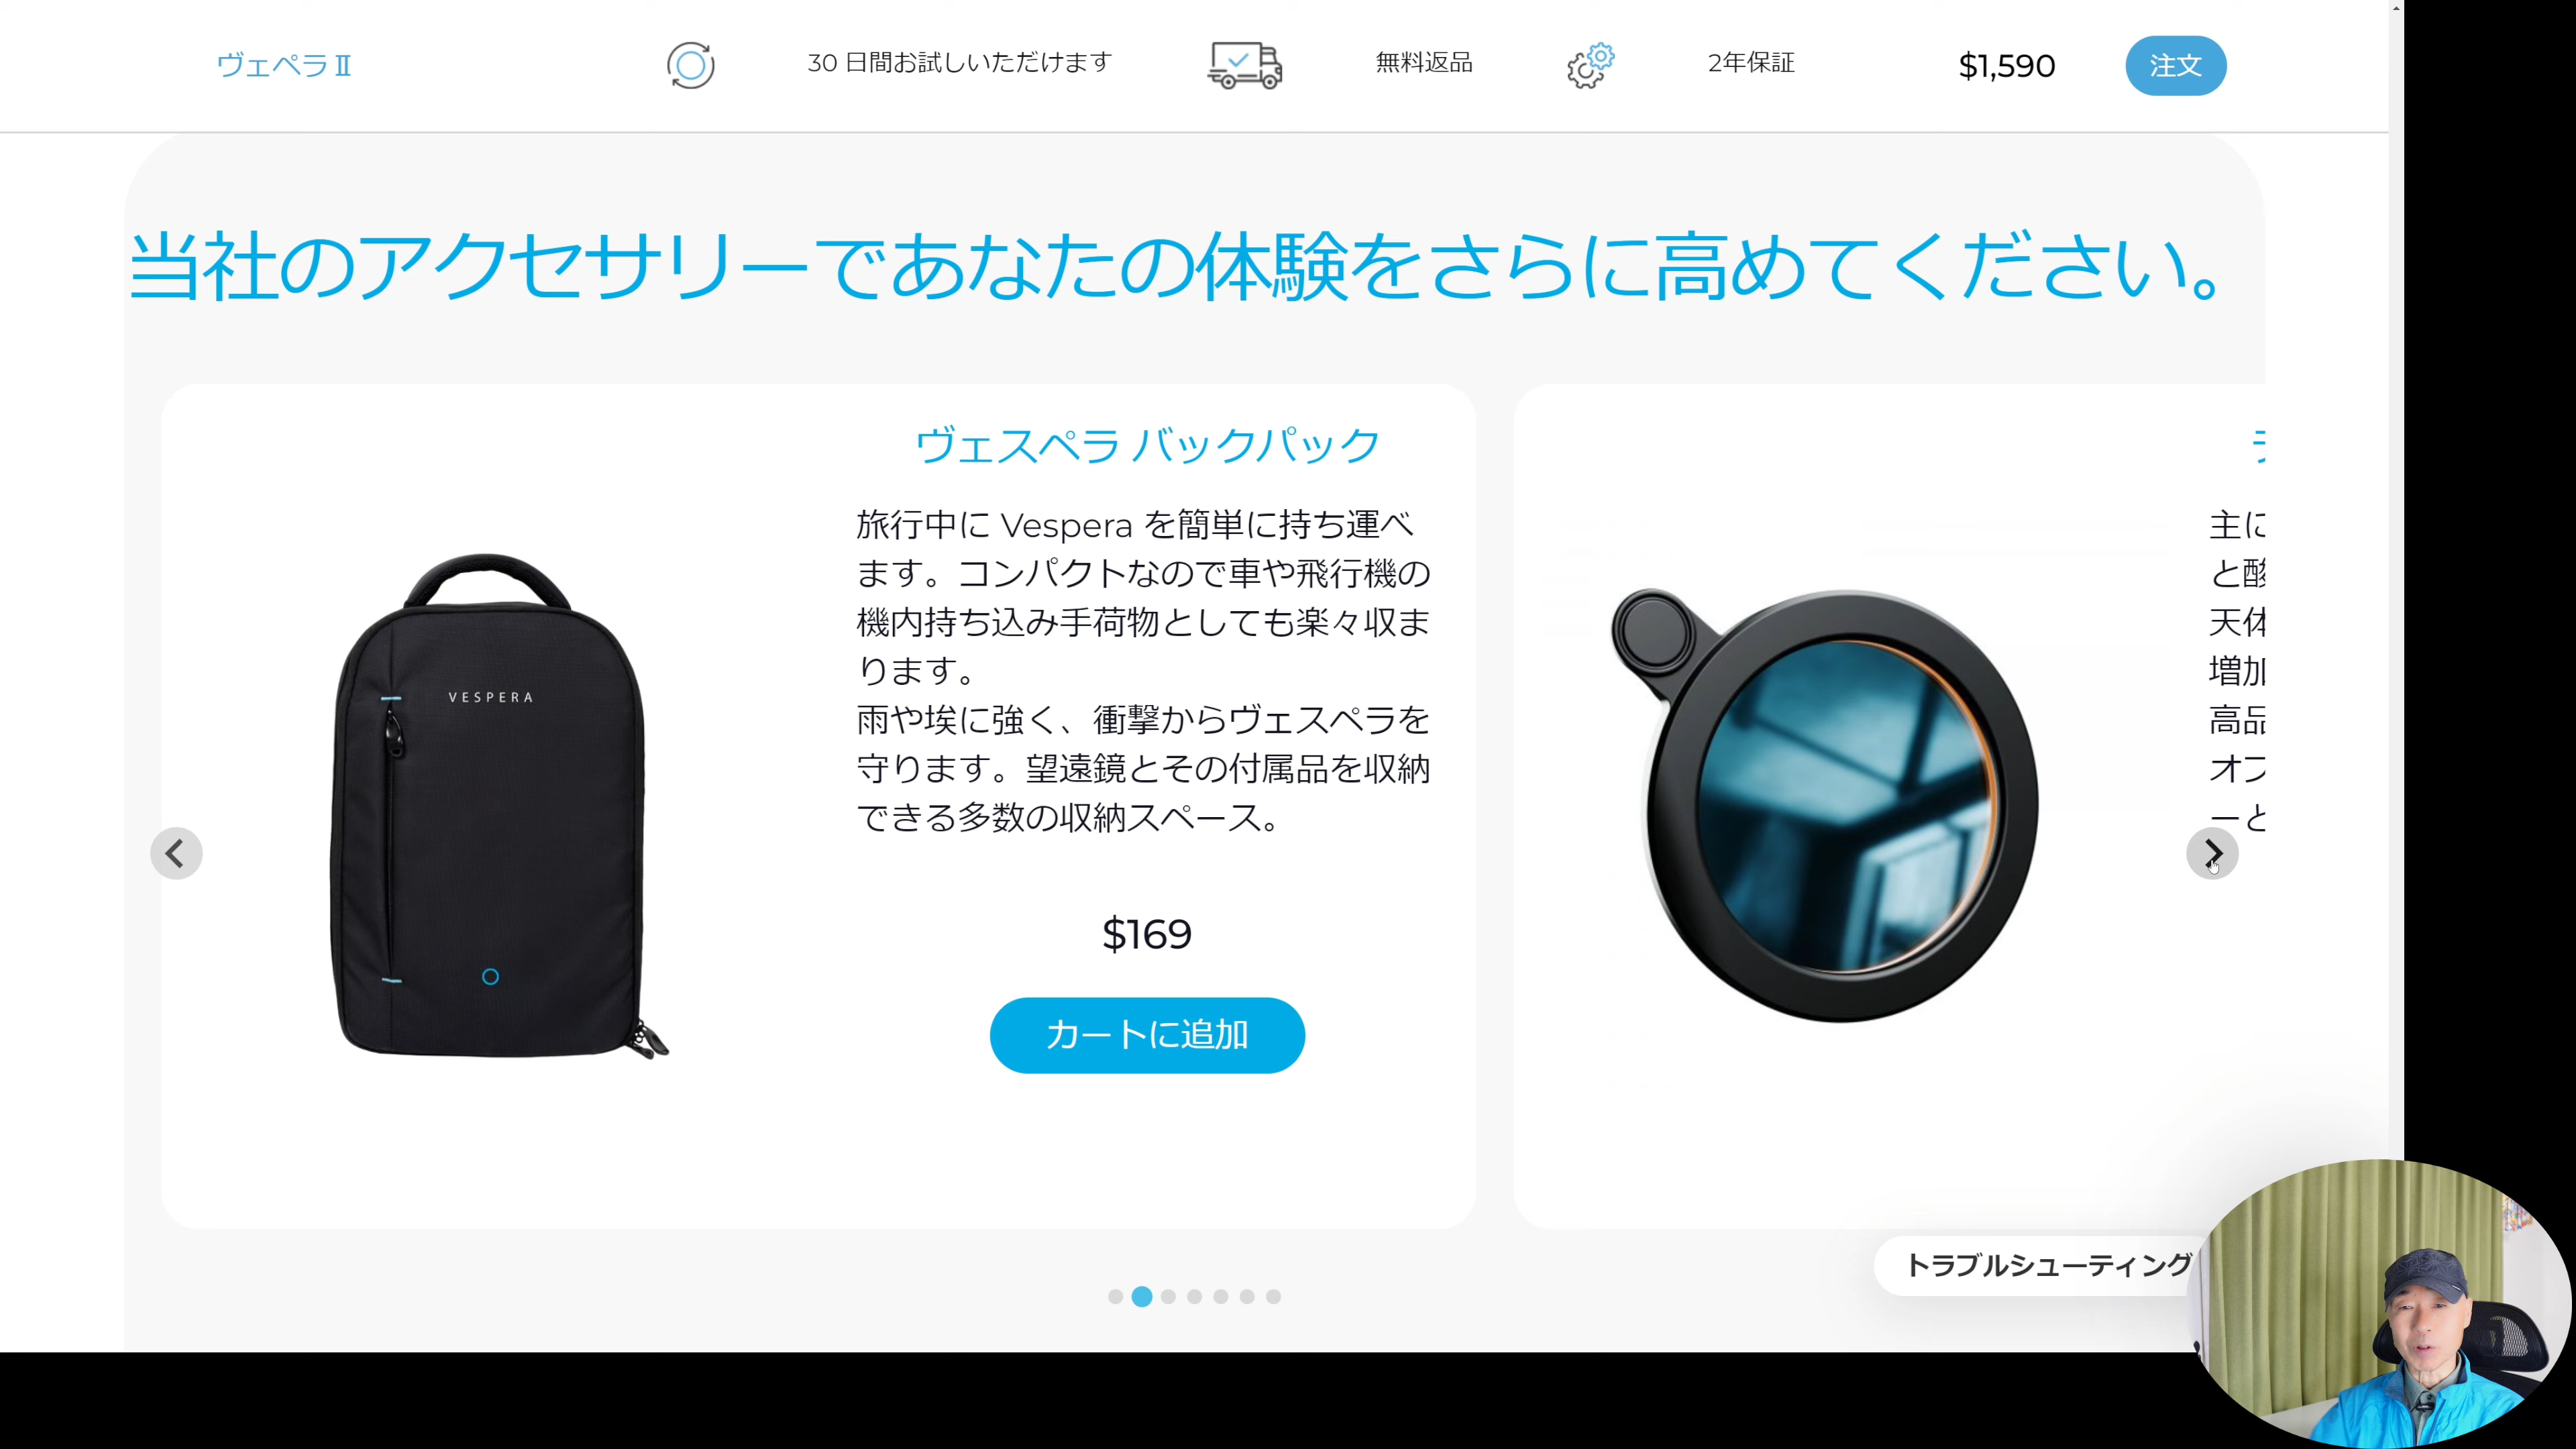 ヴェペラ II
30 日間お試しいただけます
無料返品
2年保証
$1,590
注文
当社のアクセサリーであなたの体験をさらに高めてください。
VESPERA
ヴェスペラ バックパック
旅行中に Vespera を簡単に持ち運べ
ます。コンパクトなので車や飛行機の
機内持ち込み手荷物としても楽々収ま
ります。
雨や埃に強く、衝撃からヴェスペラを
守ります。望遠鏡とその付属品を収納
できる多数の収納スペース。
$169
カートに追加
主に
と酸
天体
増加
高品
オフ
ーと
トラブルシューティング